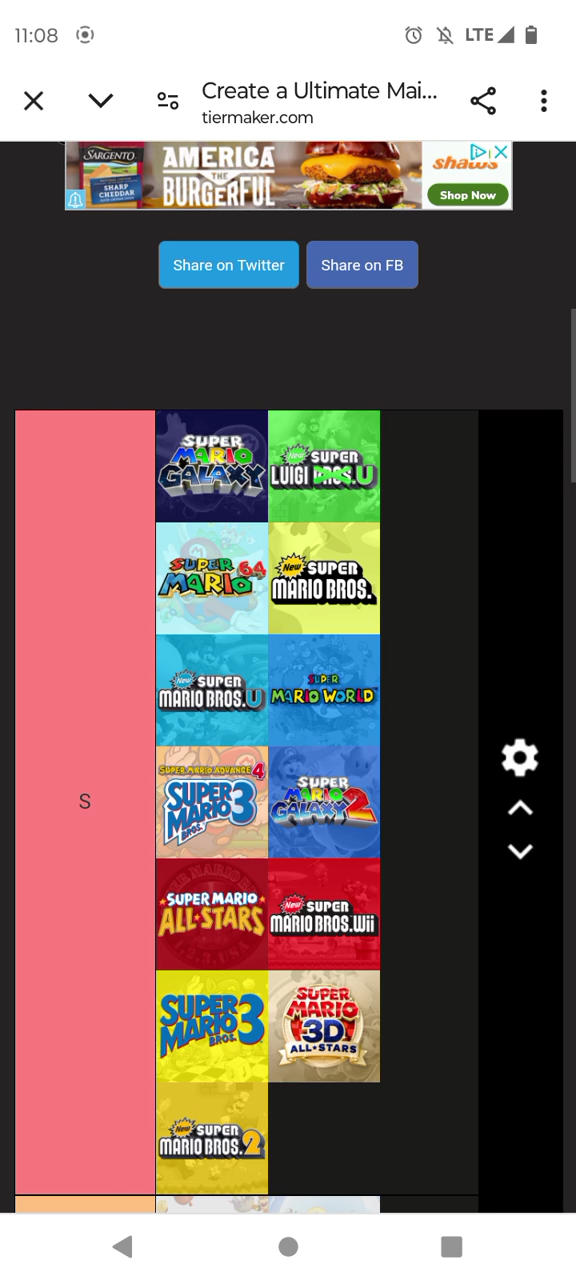 11:08
LTE
Create a Ultimate Mai...
tiermaker.com
SARGENTO
SHARP
CHEDDAR
AMERICA
THE
BURGERFUL
shaws
Shop Now
Share on Twitter
Share on FB
S
SUPER
MARIO
GALAXY
New SUPER
LUIGI BROS. U
SUPER
MARIO 64
New SUPER
MARIO BROS.
New SUPER
MARIO BROS. U
SUPER
MARIO WORLD
SUPER MARIO ADVANCE 4
SUPER
MARIO 3
BROS.
SUPER
MARIO
GALAXY 2
SUPER MARIO
ALL-STARS
New SUPER
MARIO BROS. Wii
SUPER
MARIO 3
BROS.
SUPER
MARIO
3D
ALL-STARS
New SUPER
MARIO BROS. 2